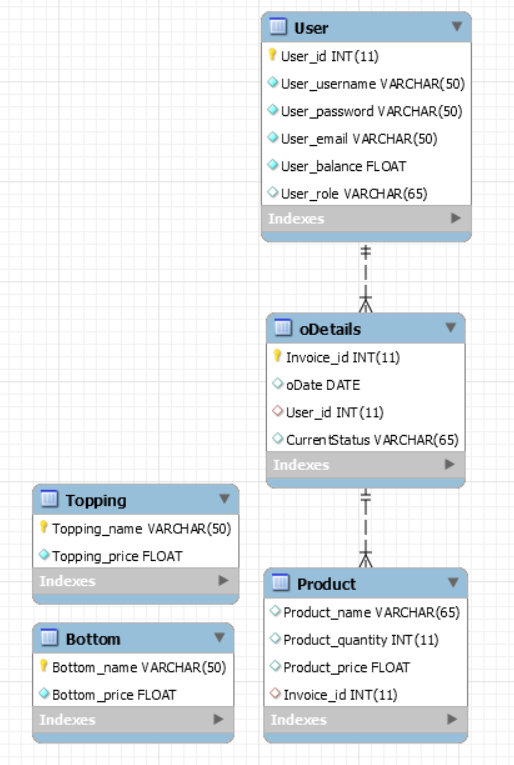 User
User_id INT(11)
User_username VARCHAR(50)
User_password VARCHAR(50)
User_email VARCHAR(50)
User_balance FLOAT
User_role VARCHAR(65)
Indexes
oDetails
Invoice_id INT(11)
oDate DATE
User_id INT(11)
CurrentStatus VARCHAR(65)
Indexes
Topping
Topping_name VARCHAR(50)
Topping_price FLOAT
Indexes
Bottom
Bottom_name VARCHAR(50)
Bottom_price FLOAT
Indexes
Product
Product_name VARCHAR(65)
Product_quantity INT(11)
Product_price FLOAT
Invoice_id INT(11)
Indexes